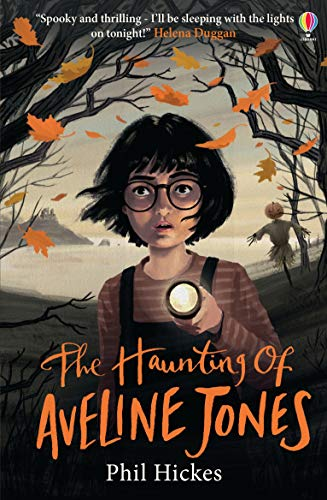 “Spooky and thrilling - I'll be sleeping with the lights
on tonight!” Helena Duggan
USBORNE
The Haunting Of
AVELINE JONES
Phil Hickes